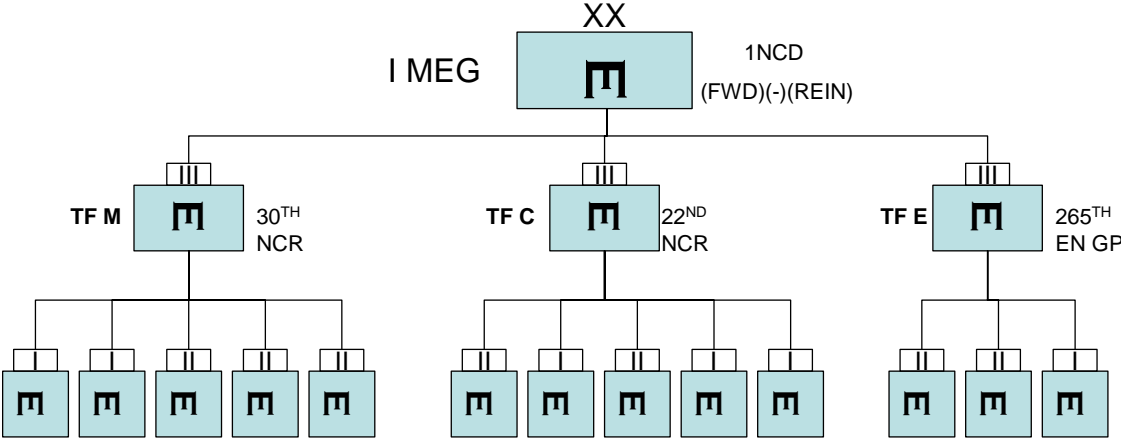 XX
I MEG
E
1NCD
(FWD)(-)(REIN)
III III III
TF M
E
30TH
NCR
TF C
E
22ND
NCR
TF E
E
265TH
EN GP
I I II II II
E E E E E
II I II I I
E E E E E
II II I
E E E